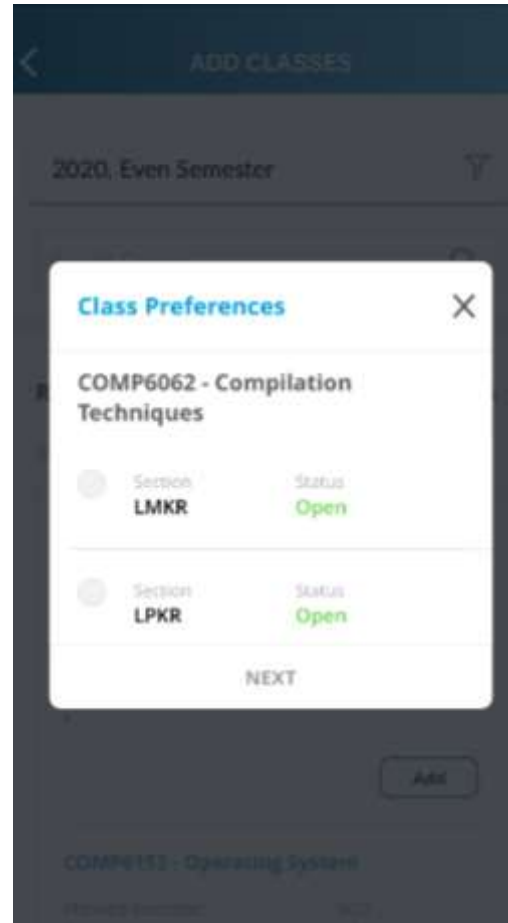 ADD CLASSES
2020, Even Semester
Class Preferences
COMP6062 - Compilation
Techniques
Section Status
LMKR Open
Section Status
LPKR Open
NEXT
Add
COMP6153 - Operating System